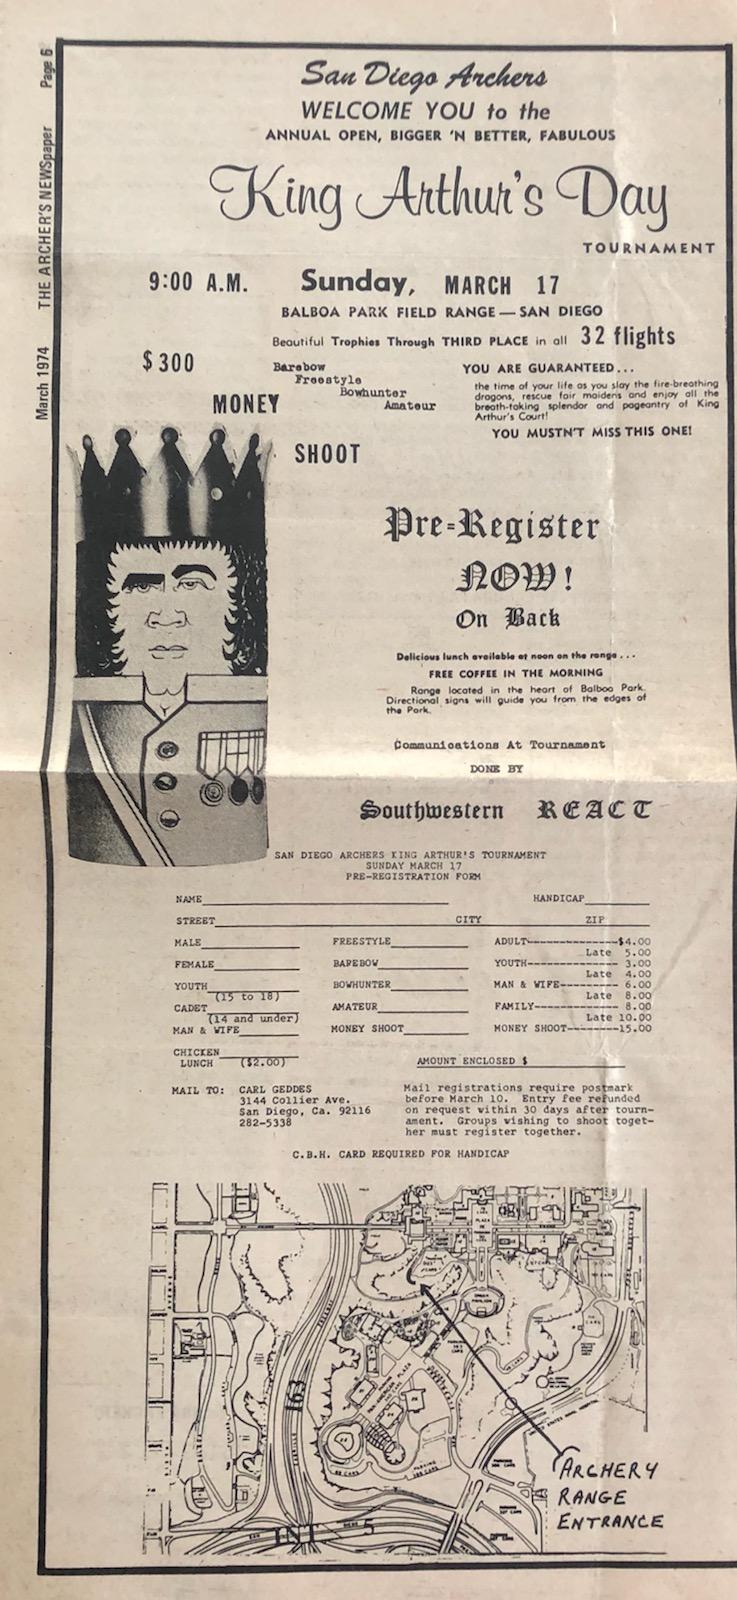 March 1974 THE ARCHER'S NEWSpaper Page 6
San Diego Archers
WELCOME YOU to the
ANNUAL OPEN, BIGGER 'N BETTER, FABULOUS
King Arthur's Day
TOURNAMENT
9:00 A.M. Sunday, MARCH 17
BALBOA PARK FIELD RANGE — SAN DIEGO
Beautiful Trophies Through THIRD PLACE in all 32 flights
$300
MONEY
SHOOT
Barebow
Freestyle
Bowhunter
Amateur
YOU ARE GUARANTEED...
the time of your life as you slay the fire-breathing
dragons, rescue fair maidens and enjoy all the
breath-taking splendor and pageantry of King
Arthur's Court!
YOU MUSTN'T MISS THIS ONE!
Pre-Register
NOW!
On Back
Delicious lunch available at noon on the range...
FREE COFFEE IN THE MORNING
Range located in the heart of Balboa Park.
Directional signs will guide you from the edges of
the Park.
Communications At Tournament
DONE BY
Southwestern REACT
SAN DIEGO ARCHERS KING ARTHUR'S TOURNAMENT
SUNDAY MARCH 17
PRE-REGISTRATION FORM
NAME HANDICAP
STREET CITY ZIP
MALE FREESTYLE ADULT--------------$4.00
Late 5.00
FEMALE BAREBOW YOUTH-------------- 3.00
Late 4.00
YOUTH BOWHUNTER MAN & WIFE--------- 6.00
(15 to 18) Late 8.00
CADET AMATEUR FAMILY------------- 8.00
(14 and under) Late 10.00
MAN & WIFE MONEY SHOOT MONEY SHOOT--------15.00
CHICKEN
LUNCH ($2.00) AMOUNT ENCLOSED $
MAIL TO: CARL GEDDES
3144 Collier Ave.
San Diego, Ca. 92116
282-5338
Mail registrations require postmark
before March 10. Entry fee refunded
on request within 30 days after tourn-
ament. Groups wishing to shoot toget-
her must register together.
C.B.H. CARD REQUIRED FOR HANDICAP
163
INT. 5
ARCHERY
RANGE
ENTRANCE